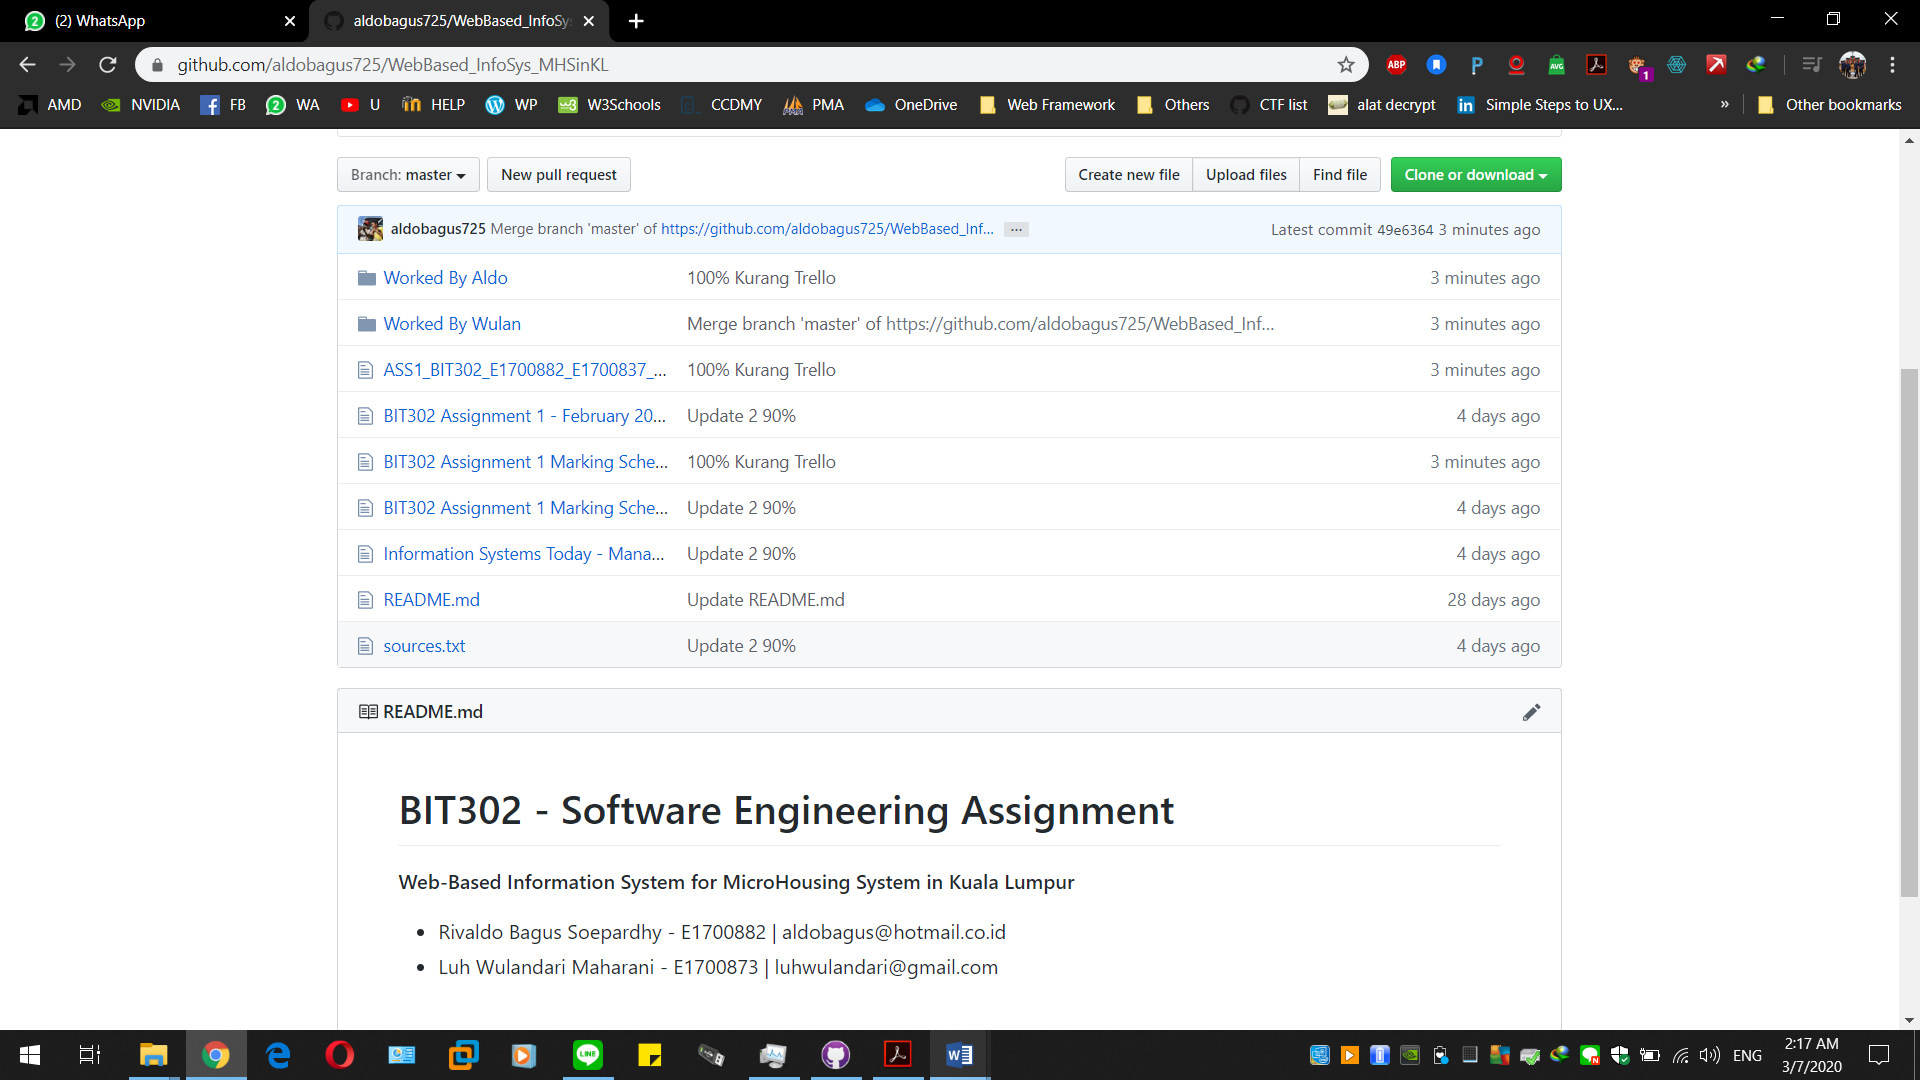 (2) WhatsApp
aldobagus725/WebBased_InfoSy
github.com/aldobagus725/WebBased_InfoSys_MHSinKL
ABP
AVG
1
AMD NVIDIA FB WA U HELP WP W3Schools CCDMY PMA OneDrive Web Framework Others CTF list alat decrypt Simple Steps to UX... » Other bookmarks
Branch: master New pull request Create new file Upload files Find file Clone or download
aldobagus725 Merge branch 'master' of https://github.com/aldobagus725/WebBased_Inf... ... Latest commit 49e6364 3 minutes ago
Worked By Aldo 100% Kurang Trello 3 minutes ago
Worked By Wulan Merge branch 'master' of https://github.com/aldobagus725/WebBased_Inf... 3 minutes ago
ASS1_BIT302_E1700882_E1700837_... 100% Kurang Trello 3 minutes ago
BIT302 Assignment 1 - February 20... Update 2 90% 4 days ago
BIT302 Assignment 1 Marking Sche... 100% Kurang Trello 3 minutes ago
BIT302 Assignment 1 Marking Sche... Update 2 90% 4 days ago
Information Systems Today - Mana... Update 2 90% 4 days ago
README.md Update README.md 28 days ago
sources.txt Update 2 90% 4 days ago
README.md
BIT302 - Software Engineering Assignment
Web-Based Information System for MicroHousing System in Kuala Lumpur
• Rivaldo Bagus Soepardhy - E1700882 | aldobagus@hotmail.co.id
• Luh Wulandari Maharani - E1700873 | luhwulandari@gmail.com
LINE
ENG
2:17 AM
3/7/2020